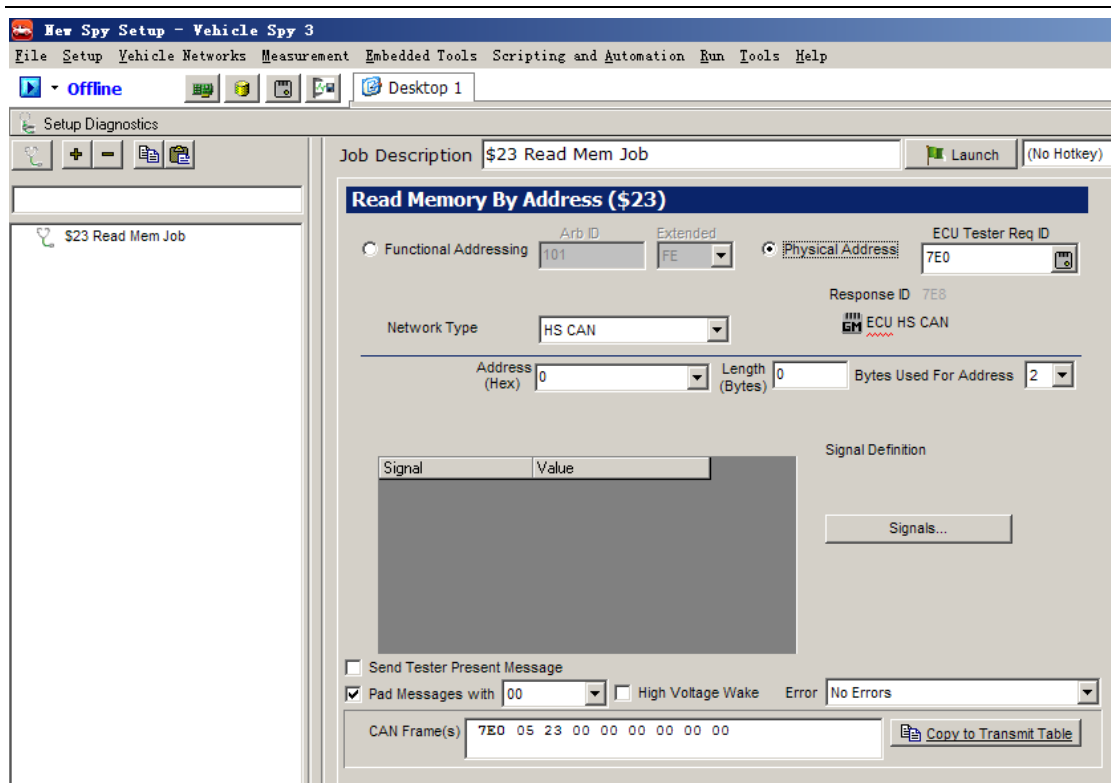 New Spy Setup - Vehicle Spy 3
File Setup Vehicle Networks Measurement Embedded Tools Scripting and Automation Run Tools Help
Offline Desktop 1
Setup Diagnostics
Job Description $23 Read Mem Job Launch (No Hotkey)
Read Memory By Address ($23)
$23 Read Mem Job
Arb ID Extended ECU Tester Req ID
Functional Addressing 101 FE Physical Address 7E0
Response ID 7E8
Network Type HS CAN GM ECU HS CAN
Address (Hex) 0 Length (Bytes) 0 Bytes Used For Address 2
Signal Definition
Signal Value
Signals...
Send Tester Present Message
Pad Messages with 00 High Voltage Wake Error No Errors
CAN Frame(s) 7E0 05 23 00 00 00 00 00 00 Copy to Transmit Table